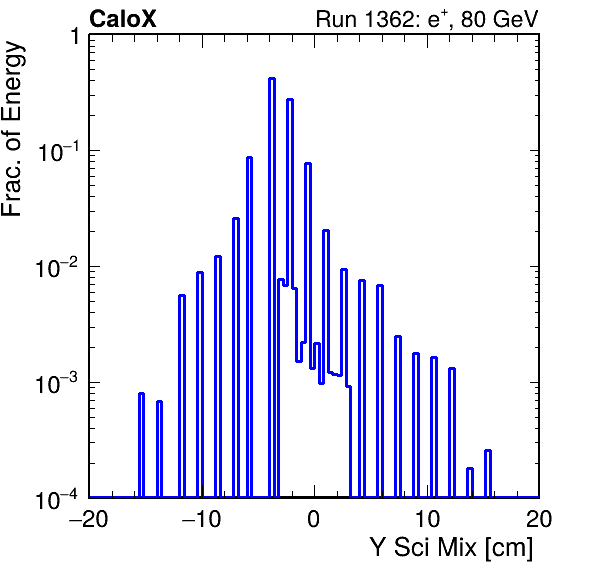 CaloX Run 1362: e⁺, 80 GeV
Frac. of Energy
1
10⁻¹
10⁻²
10⁻³
10⁻⁴
−20 −10 0 10 20
Y Sci Mix [cm]